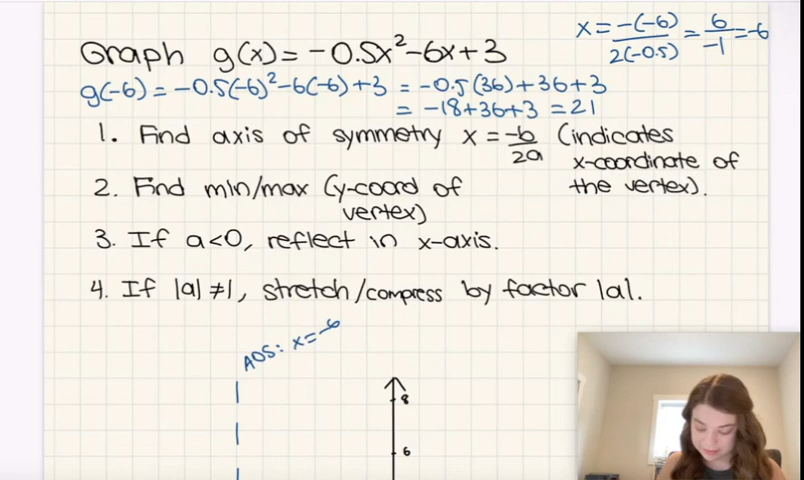 Graph g(x) = -0.5x² - 6x + 3
x = -(-6)/2(-0.5) = 6/-1 = -6
g(-6) = -0.5(-6)² - 6(-6) + 3 = -0.5(36) + 36 + 3
= -18 + 36 + 3 = 21
1. Find axis of symmetry x = -b/2a (indicates
x-coordinate of
the vertex).
2. Find min/max (y-coord of
vertex)
3. If a<0, reflect in x-axis.
4. If |a| ≠ 1, stretch/compress by factor |a|.
AOS: x = -6
8
6